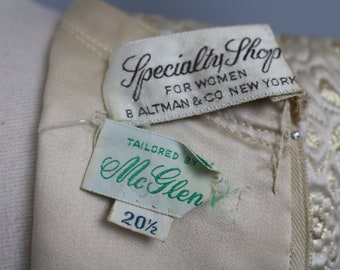 Specialty Shop
FOR WOMEN
B ALTMAN & CO NEW YORK
TAILORED BY
McGlen
20½